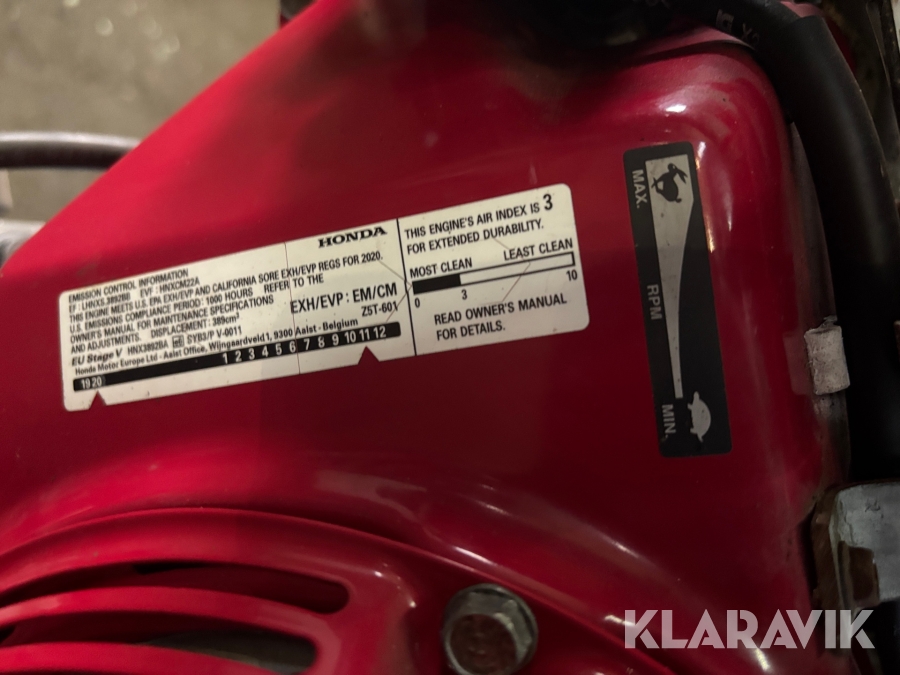 HONDA
EMISSION CONTROL INFORMATION
EF : LHNXS.3892BB EVF : HNXCM22A
THIS ENGINE MEETS U.S. EPA EXH/EVP AND CALIFORNIA SORE EXH/EVP REGS FOR 2020.
U.S. EMISSIONS COMPLIANCE PERIOD: 1000 HOURS REFER TO THE
OWNER'S MANUAL FOR MAINTENANCE SPECIFICATIONS
AND ADJUSTMENTS. DISPLACEMENT: 389cm³
EXH/EVP : EM/CM
EU Stage V HNX3892BA SYB3/P V-0011
Z5T-601
Honda Motor Europe Ltd - Aalst Office, Wijngaardveld 1, 9300 Aalst - Belgium
19 20 1 2 3 4 5 6 7 8 9 10 11 12
THIS ENGINE'S AIR INDEX IS 3
FOR EXTENDED DURABILITY.
MOST CLEAN LEAST CLEAN
0 3 10
READ OWNER'S MANUAL
FOR DETAILS.
MAX.
RPM
MIN.
KLARAVIK